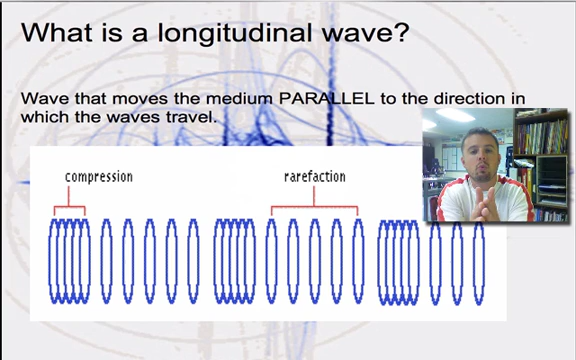 What is a longitudinal wave?
Wave that moves the medium PARALLEL to the direction in
which the waves travel.
compression
rarefaction